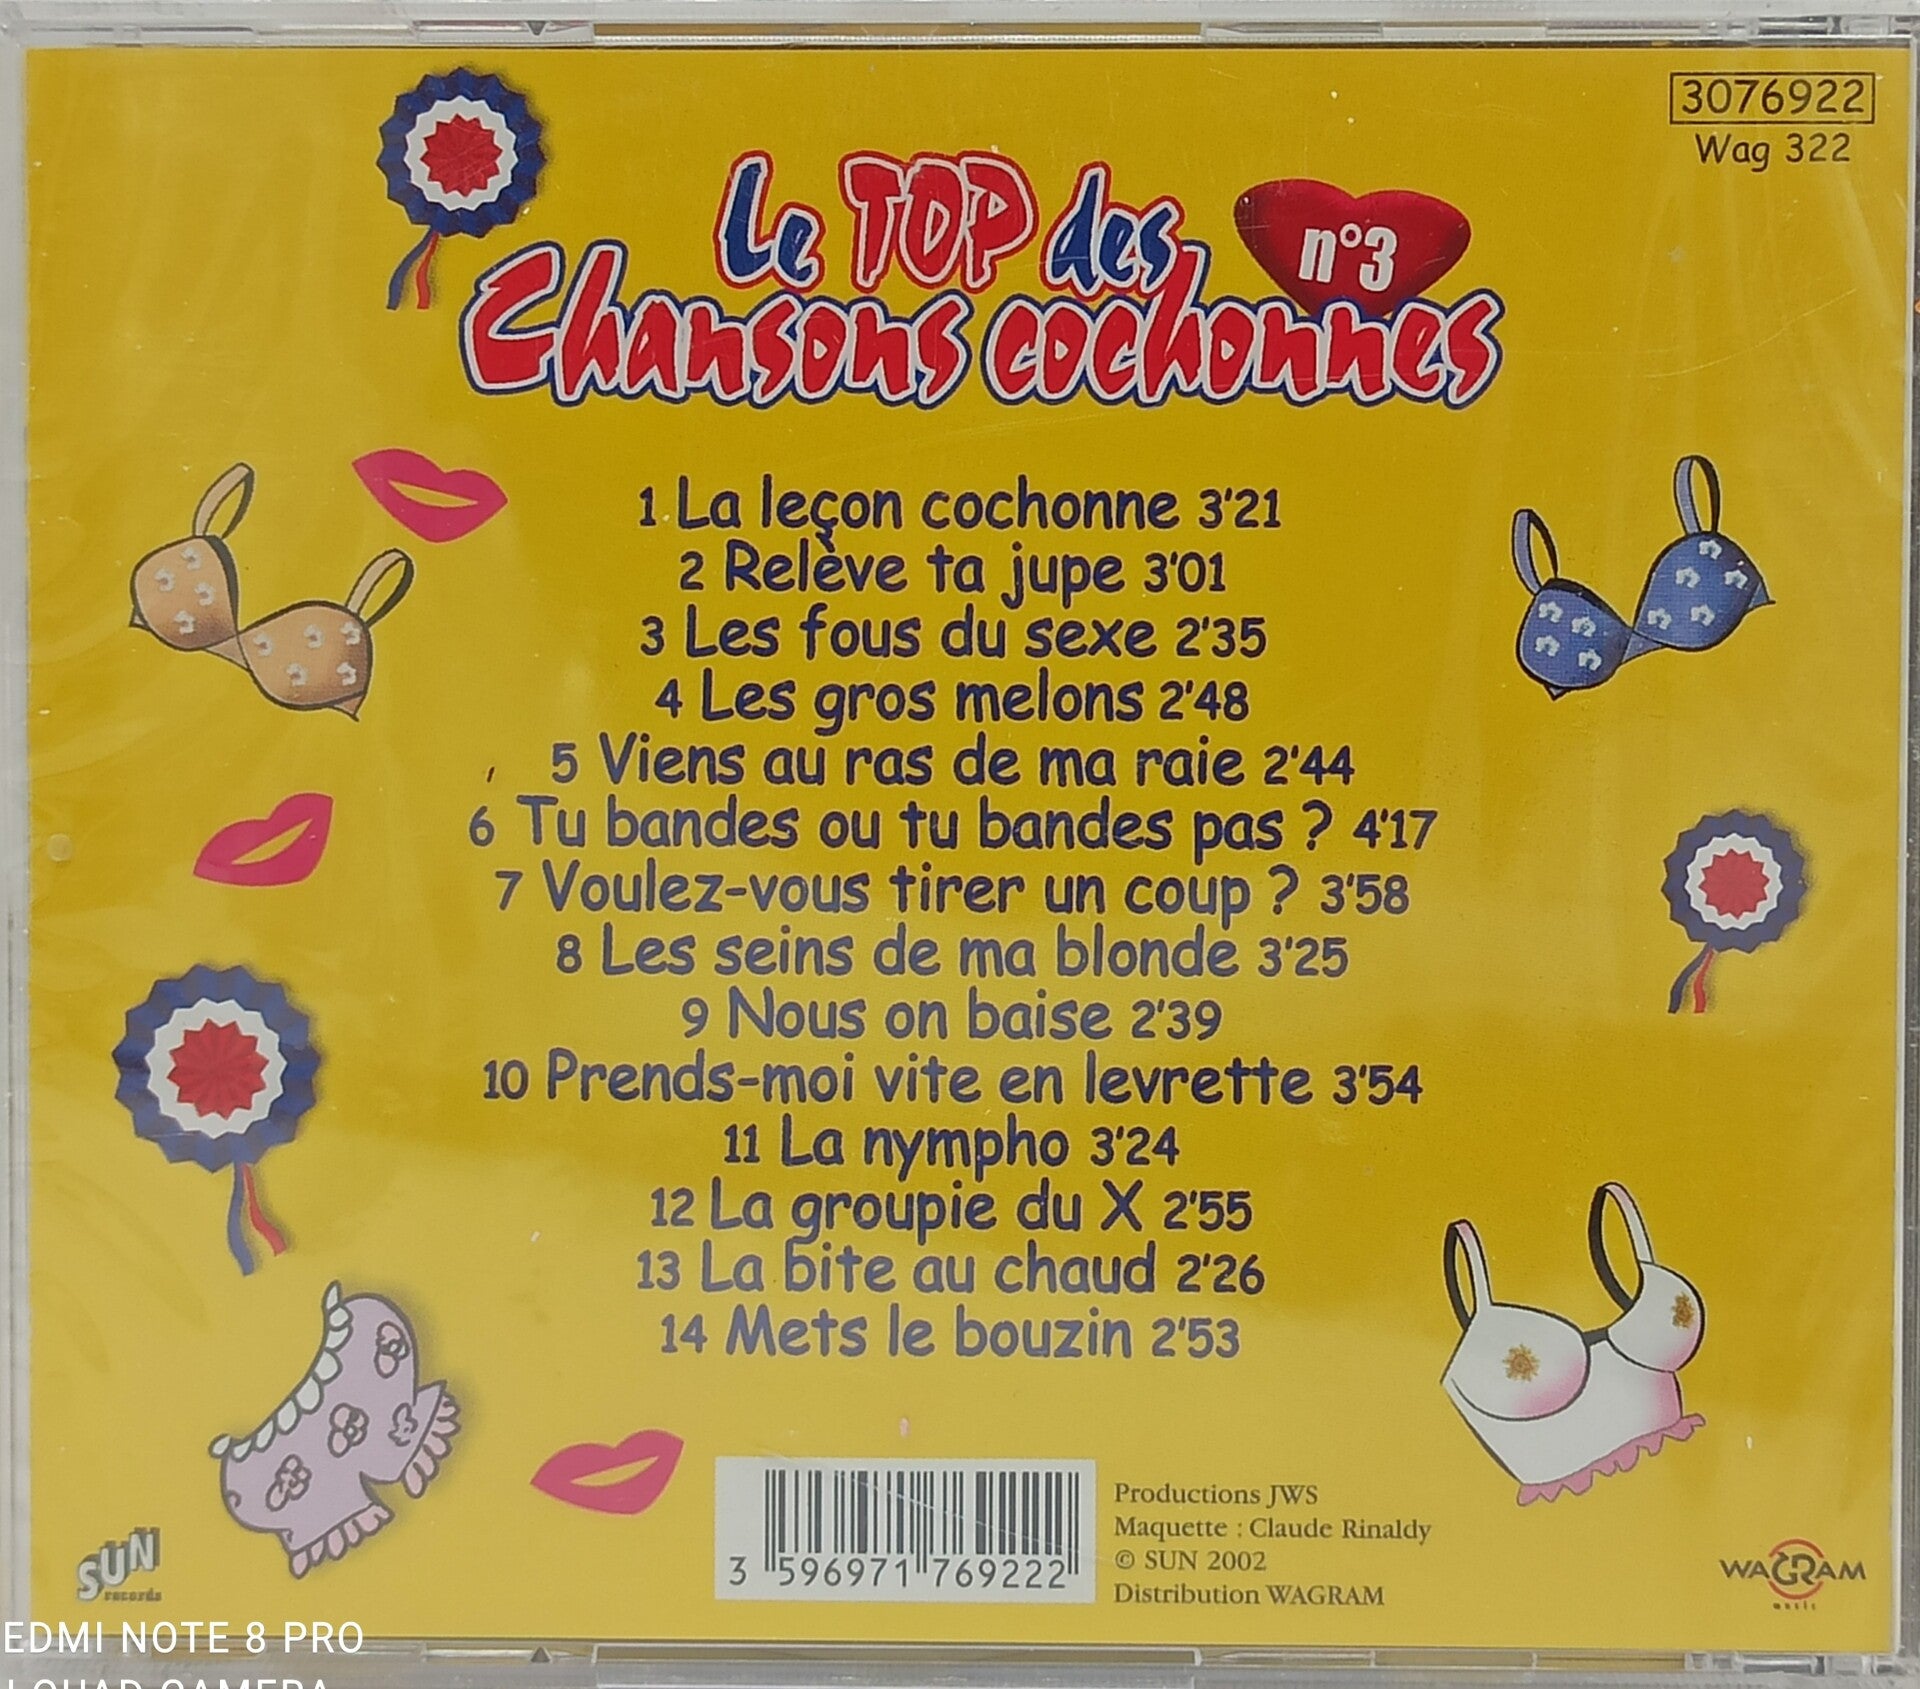 3076922
Wag 322
Le TOP des
n°3
Chansons cochonnes
1 La leçon cochonne 3'21
2 Relève ta jupe 3'01
3 Les fous du sexe 2'35
4 Les gros melons 2'48
5 Viens au ras de ma raie 2'44
6 Tu bandes ou tu bandes pas ? 4'17
7 Voulez-vous tirer un coup ? 3'58
8 Les seins de ma blonde 3'25
9 Nous on baise 2'39
10 Prends-moi vite en levrette 3'54
11 La nympho 3'24
12 La groupie du X 2'55
13 La bite au chaud 2'26
14 Mets le bouzin 2'53
3 596971 769222
Productions JWS
Maquette : Claude Rinaldy
© SUN 2002
Distribution WAGRAM
SUN
records
WAGRAM
music
EDMI NOTE 8 PRO